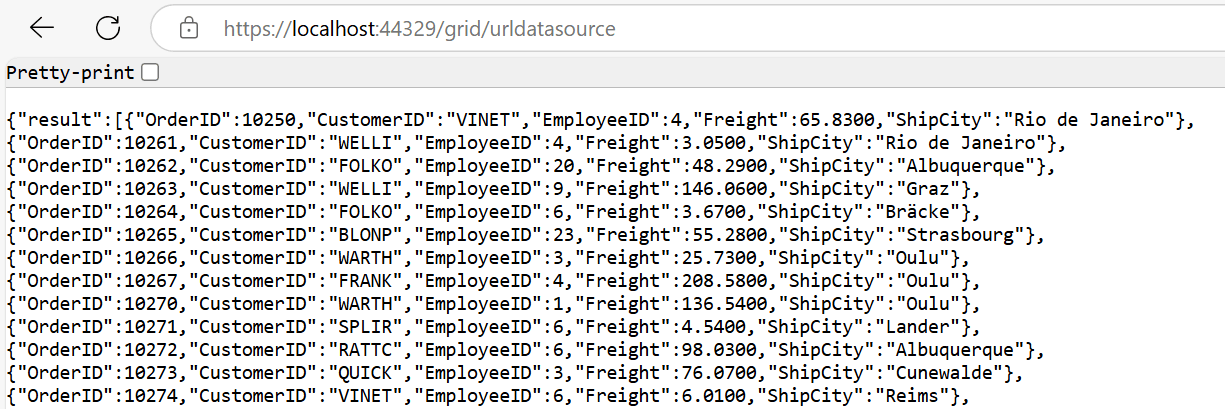 https://localhost:44329/grid/urldatasource
Pretty-print
{"result":[{"OrderID":10250,"CustomerID":"VINET","EmployeeID":4,"Freight":65.8300,"ShipCity":"Rio de Janeiro"},
{"OrderID":10261,"CustomerID":"WELLI","EmployeeID":4,"Freight":3.0500,"ShipCity":"Rio de Janeiro"},
{"OrderID":10262,"CustomerID":"FOLKO","EmployeeID":20,"Freight":48.2900,"ShipCity":"Albuquerque"},
{"OrderID":10263,"CustomerID":"WELLI","EmployeeID":9,"Freight":146.0600,"ShipCity":"Graz"},
{"OrderID":10264,"CustomerID":"FOLKO","EmployeeID":6,"Freight":3.6700,"ShipCity":"Bräcke"},
{"OrderID":10265,"CustomerID":"BLONP","EmployeeID":23,"Freight":55.2800,"ShipCity":"Strasbourg"},
{"OrderID":10266,"CustomerID":"WARTH","EmployeeID":3,"Freight":25.7300,"ShipCity":"Oulu"},
{"OrderID":10267,"CustomerID":"FRANK","EmployeeID":4,"Freight":208.5800,"ShipCity":"Oulu"},
{"OrderID":10270,"CustomerID":"WARTH","EmployeeID":1,"Freight":136.5400,"ShipCity":"Oulu"},
{"OrderID":10271,"CustomerID":"SPLIR","EmployeeID":6,"Freight":4.5400,"ShipCity":"Lander"},
{"OrderID":10272,"CustomerID":"RATTC","EmployeeID":6,"Freight":98.0300,"ShipCity":"Albuquerque"},
{"OrderID":10273,"CustomerID":"QUICK","EmployeeID":3,"Freight":76.0700,"ShipCity":"Cunewalde"},
{"OrderID":10274,"CustomerID":"VINET","EmployeeID":6,"Freight":6.0100,"ShipCity":"Reims"},